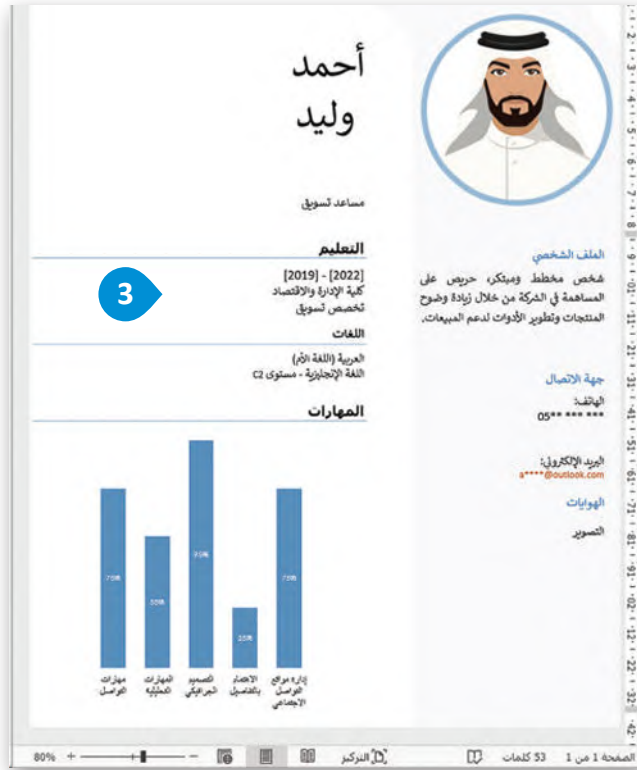 أحمد
وليد
مساعد تسويق
التعليم
[2019] - [2022]
كلية الإدارة والاقتصاد
تخصص تسويق
3
اللغات
العربية (اللغة الأم)
اللغة الإنجليزية - مستوى C2
المهارات
75%
75%
إدارة مواقع
التواصل
الاجتماعي
الاهتمام
بالتفاصيل
التصميم
الجرافيكي
المهارات
التحليلية
مهارات
التواصل
الملف الشخصي
شخص مخطط ومبتكر، حريص على
المساهمة في الشركة من خلال زيادة وضوح
المنتجات وتطوير الأدوات لدعم المبيعات.
جهة الاتصال
الهاتف:
05** *** ***
البريد الإلكتروني:
a****@outlook.com
الهوايات
التصوير
الصفحة 1 من 1
53 كلمات
التركيز
80%